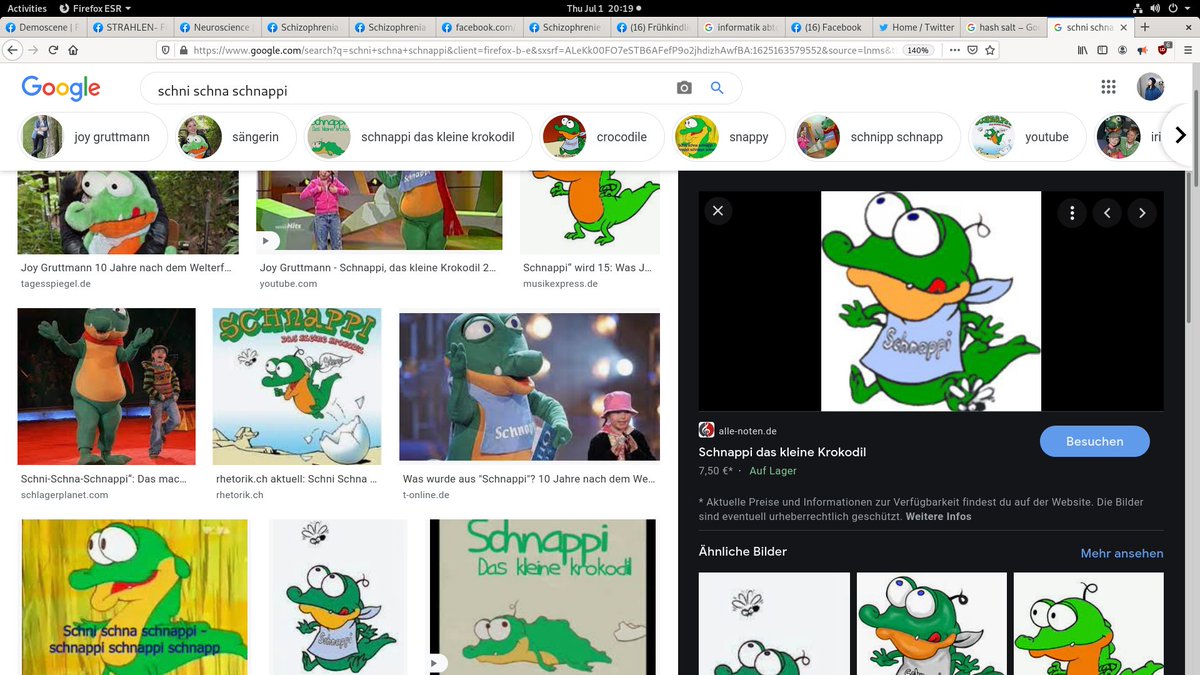 Activities Firefox ESR Thu Jul 1 20:19
Demoscene | STRAHLEN- F Neuroscience Schizophrenia Schizophrenia facebook.com/ Schizophrenie (16) Frühkindl informatik abt (16) Facebook Home / Twitter hash salt – Go schni schna
https://www.google.com/search?q=schni+schna+schnappi&client=firefox-b-e&sxsrf=ALeKk00FO7eSTB6AFefP9o2jhdizhAwfBA:1625163579552&source=lnms& 140%
Google
schni schna schnappi
joy gruttmann sängerin schnappi das kleine krokodil crocodile snappy schnipp schnapp youtube iri
Joy Gruttmann 10 Jahre nach dem Welterf...
tagesspiegel.de
Joy Gruttmann - Schnappi, das kleine Krokodil 2...
youtube.com
Schnappi“ wird 15: Was J...
musikexpress.de
SCHNAPPI
DAS KLEINE KROKODIL
Schnappi
Schni-Schna-Schnappi“: Das mac...
schlagerplanet.com
rhetorik.ch aktuell: Schni Schna ...
rhetorik.ch
Was wurde aus "Schnappi"? 10 Jahre nach dem We...
t-online.de
Schni schna schnappi -
schnappi schnappi schnapp
Schnappi
Schnappi
Das kleine krokodil
Schnappi
alle-noten.de
Schnappi das kleine Krokodil
7,50 €* · Auf Lager
Besuchen
* Aktuelle Preise und Informationen zur Verfügbarkeit findest du auf der Website. Die Bilder
sind eventuell urheberrechtlich geschützt. Weitere Infos
Ähnliche Bilder
Mehr ansehen
Schnappi